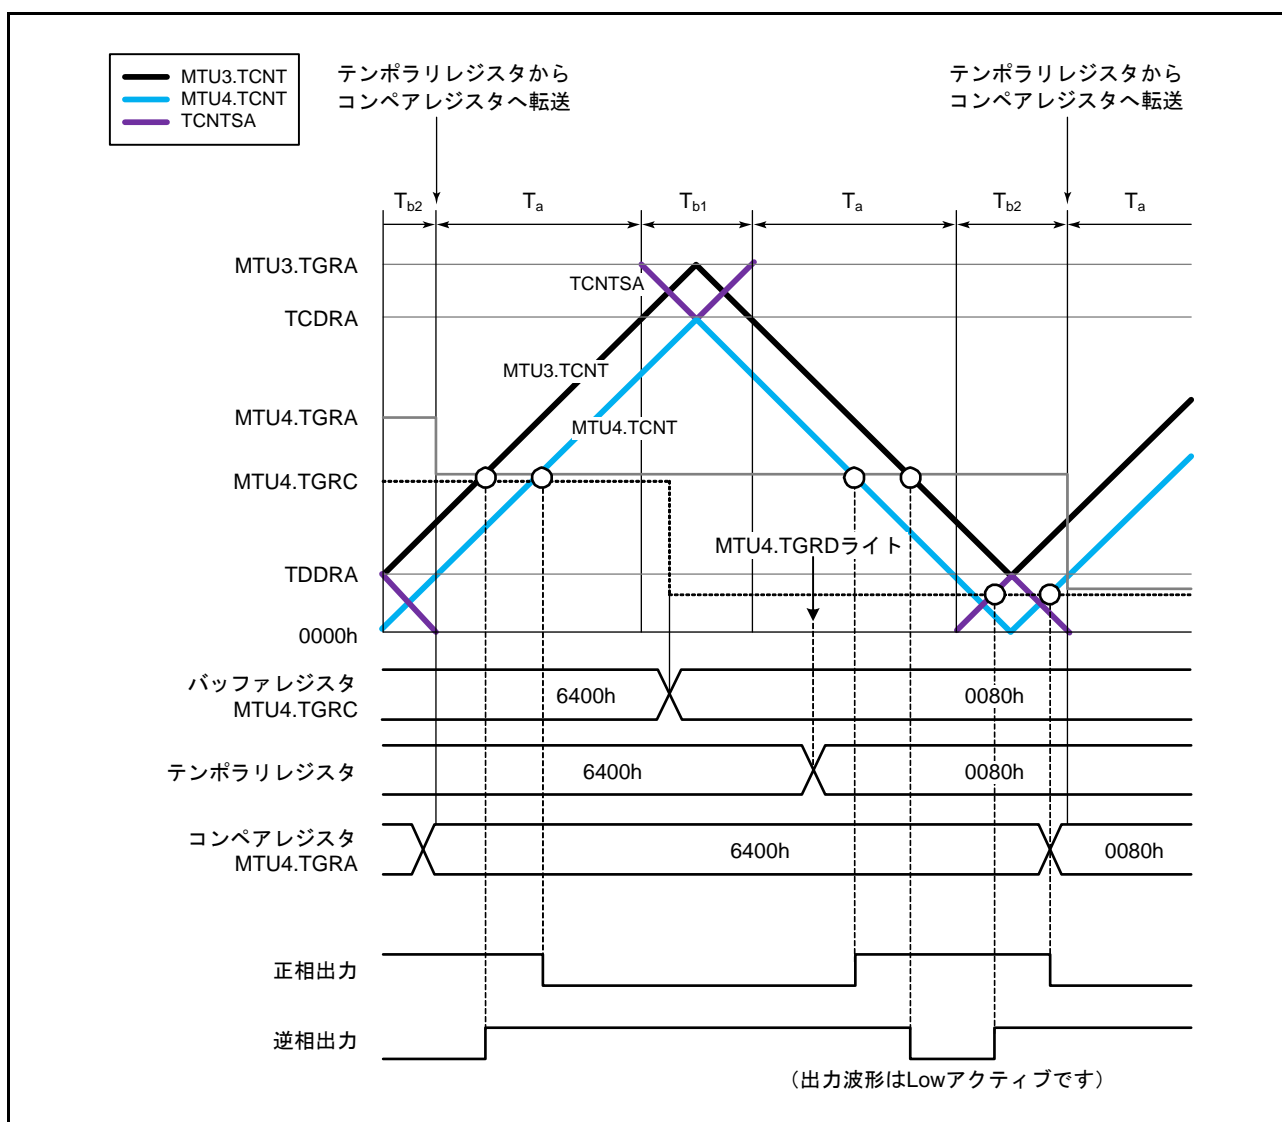 MTU3.TCNT
MTU4.TCNT
TCNTSA
テンポラリレジスタから
コンペアレジスタへ転送
テンポラリレジスタから
コンペアレジスタへ転送
Tb2
Ta
Tb1
Ta
Tb2
Ta
MTU3.TGRA
TCNTSA
TCDRA
MTU3.TCNT
MTU4.TGRA
MTU4.TCNT
MTU4.TGRC
MTU4.TGRDライト
TDDRA
0000h
バッファレジスタ
MTU4.TGRC
6400h
0080h
テンポラリレジスタ
6400h
0080h
コンペアレジスタ
MTU4.TGRA
6400h
0080h
正相出力
逆相出力
（出力波形はLowアクティブです）